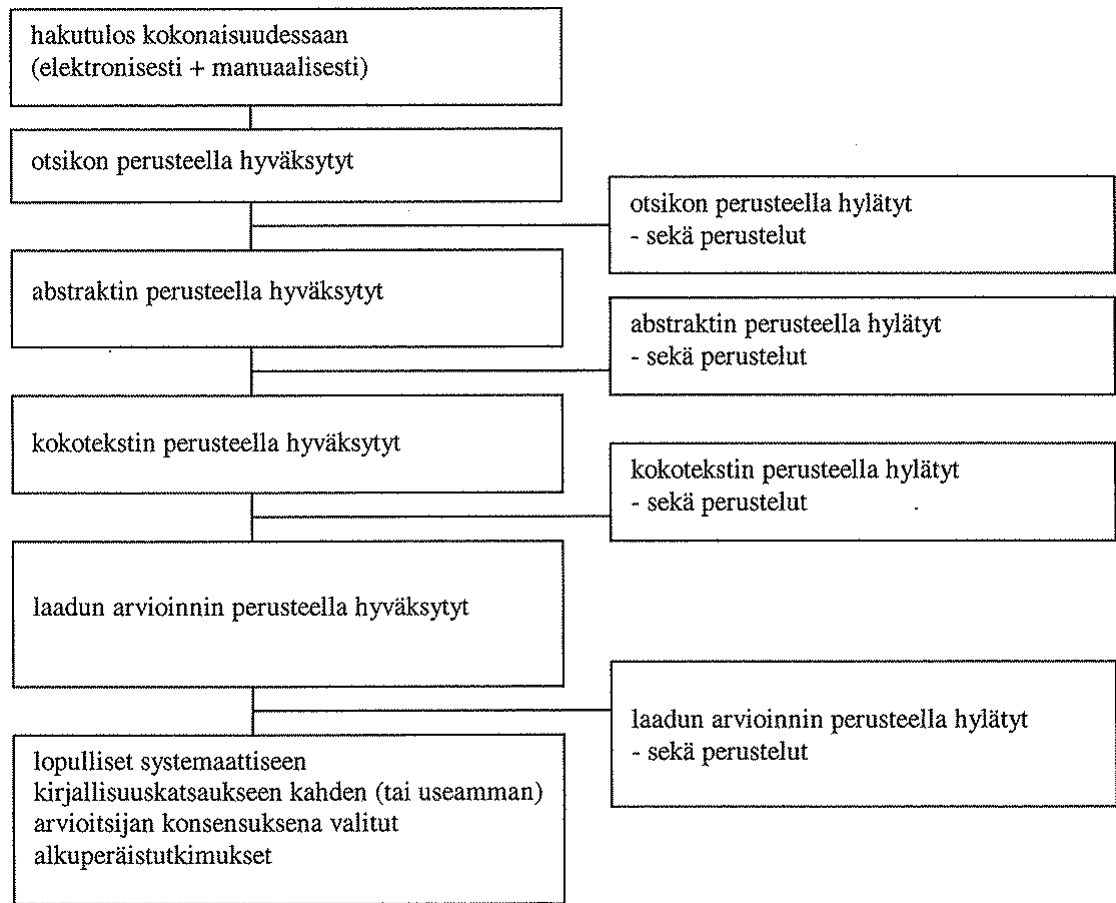 hakutulos kokonaisuudessaan
(elektronisesti + manuaalisesti)
otsikon perusteella hyväksytyt
otsikon perusteella hylätyt
- sekä perustelut
abstraktin perusteella hyväksytyt
abstraktin perusteella hylätyt
- sekä perustelut
kokotekstin perusteella hyväksytyt
kokotekstin perusteella hylätyt
- sekä perustelut
laadun arvioinnin perusteella hyväksytyt
laadun arvioinnin perusteella hylätyt
- sekä perustelut
lopulliset systemaattiseen
kirjallisuuskatsaukseen kahden (tai useamman)
arvioitsijan konsensuksena valitut
alkuperäistutkimukset